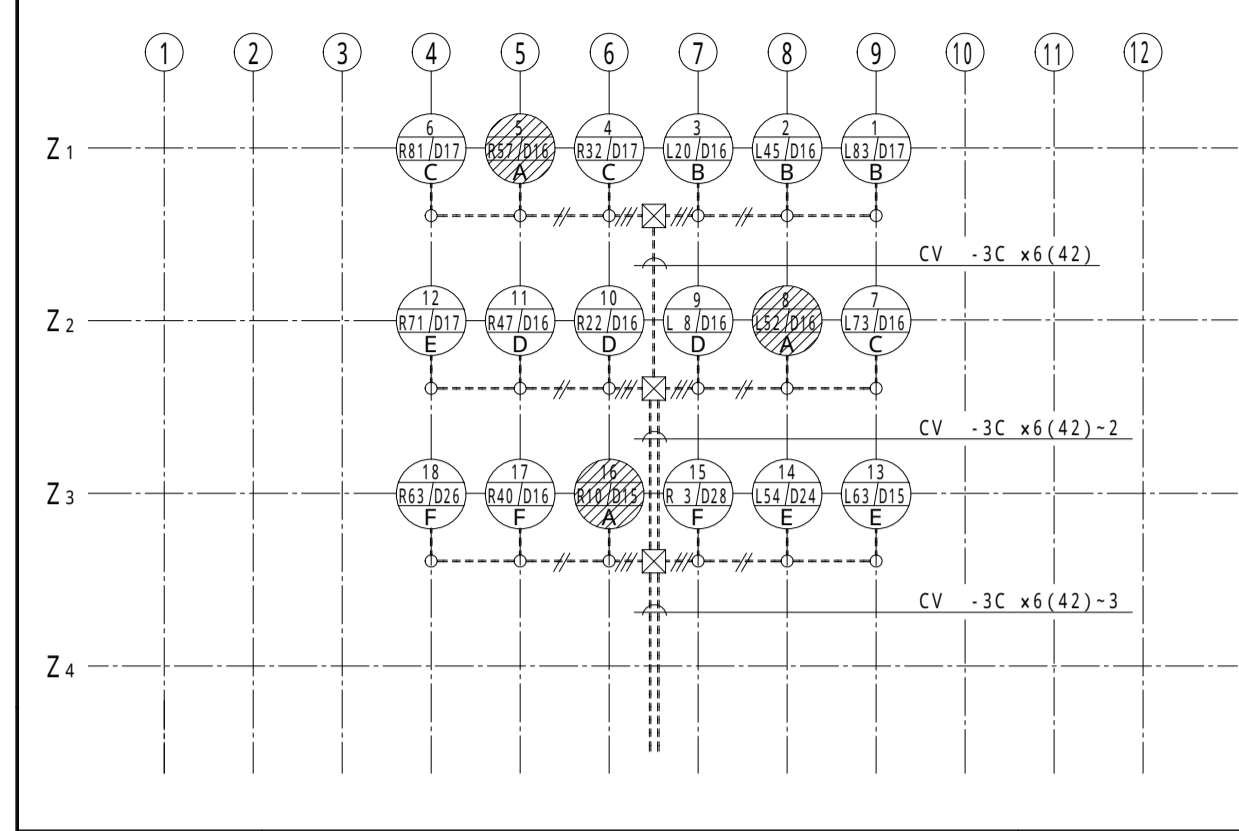 1 2 3 4 5 6 7 8 9 10 11 12
Z1
6 5 4 3 2 1
R81/D17 R57/D16 R32/D17 L20/D16 L45/D16 L83/D17
C A C B B B
CV -3C ×6(42)
Z2
12 11 10 9 8 7
R71/D17 R47/D16 R22/D16 L 8/D16 L52/D16 L73/D16
E D D D A C
CV -3C ×6(42)~2
Z3
18 17 16 15 14 13
R63/D26 R40/D16 R10/D15 R 3/D28 L54/D24 L63/D15
F F A F E E
CV -3C ×6(42)~3
Z4